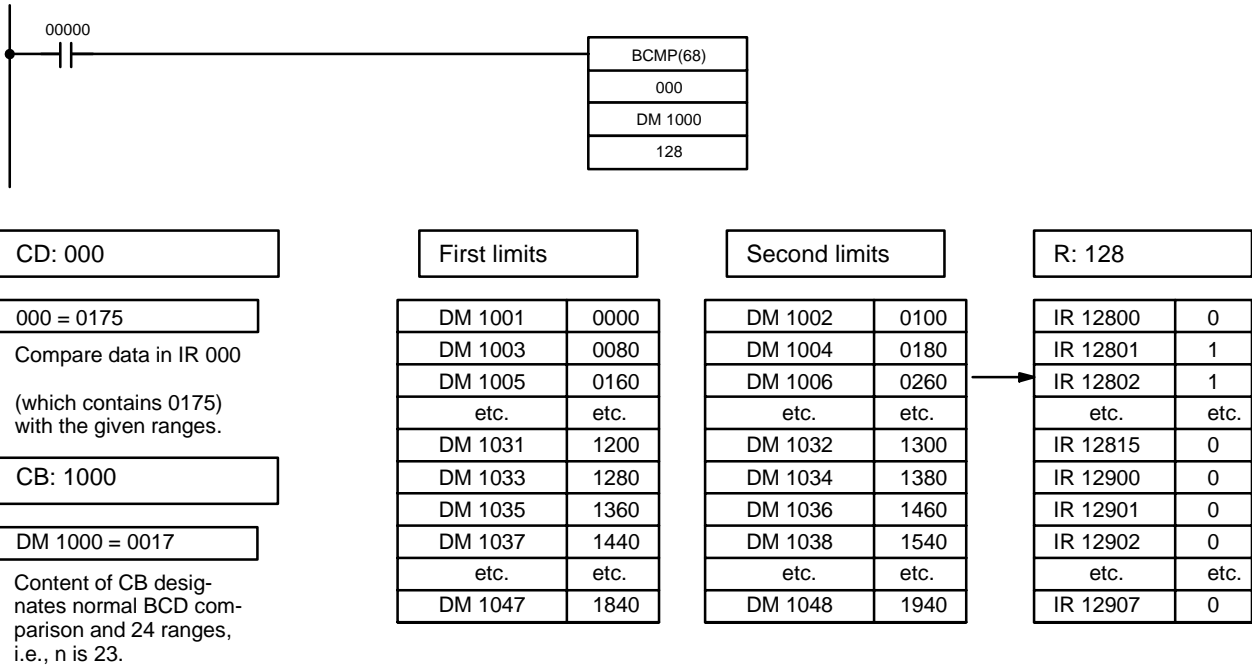 00000
BCMP(68)
000
DM 1000
128
CD: 000
000 = 0175
Compare data in IR 000
(which contains 0175)
with the given ranges.
CB: 1000
DM 1000 = 0017
Content of CB desig-
nates normal BCD com-
parison and 24 ranges,
i.e., n is 23.
First limits
DM 1001 0000
DM 1003 0080
DM 1005 0160
etc. etc.
DM 1031 1200
DM 1033 1280
DM 1035 1360
DM 1037 1440
etc. etc.
DM 1047 1840
Second limits
DM 1002 0100
DM 1004 0180
DM 1006 0260
etc. etc.
DM 1032 1300
DM 1034 1380
DM 1036 1460
DM 1038 1540
etc. etc.
DM 1048 1940
R: 128
IR 12800 0
IR 12801 1
IR 12802 1
etc. etc.
IR 12815 0
IR 12900 0
IR 12901 0
IR 12902 0
etc. etc.
IR 12907 0